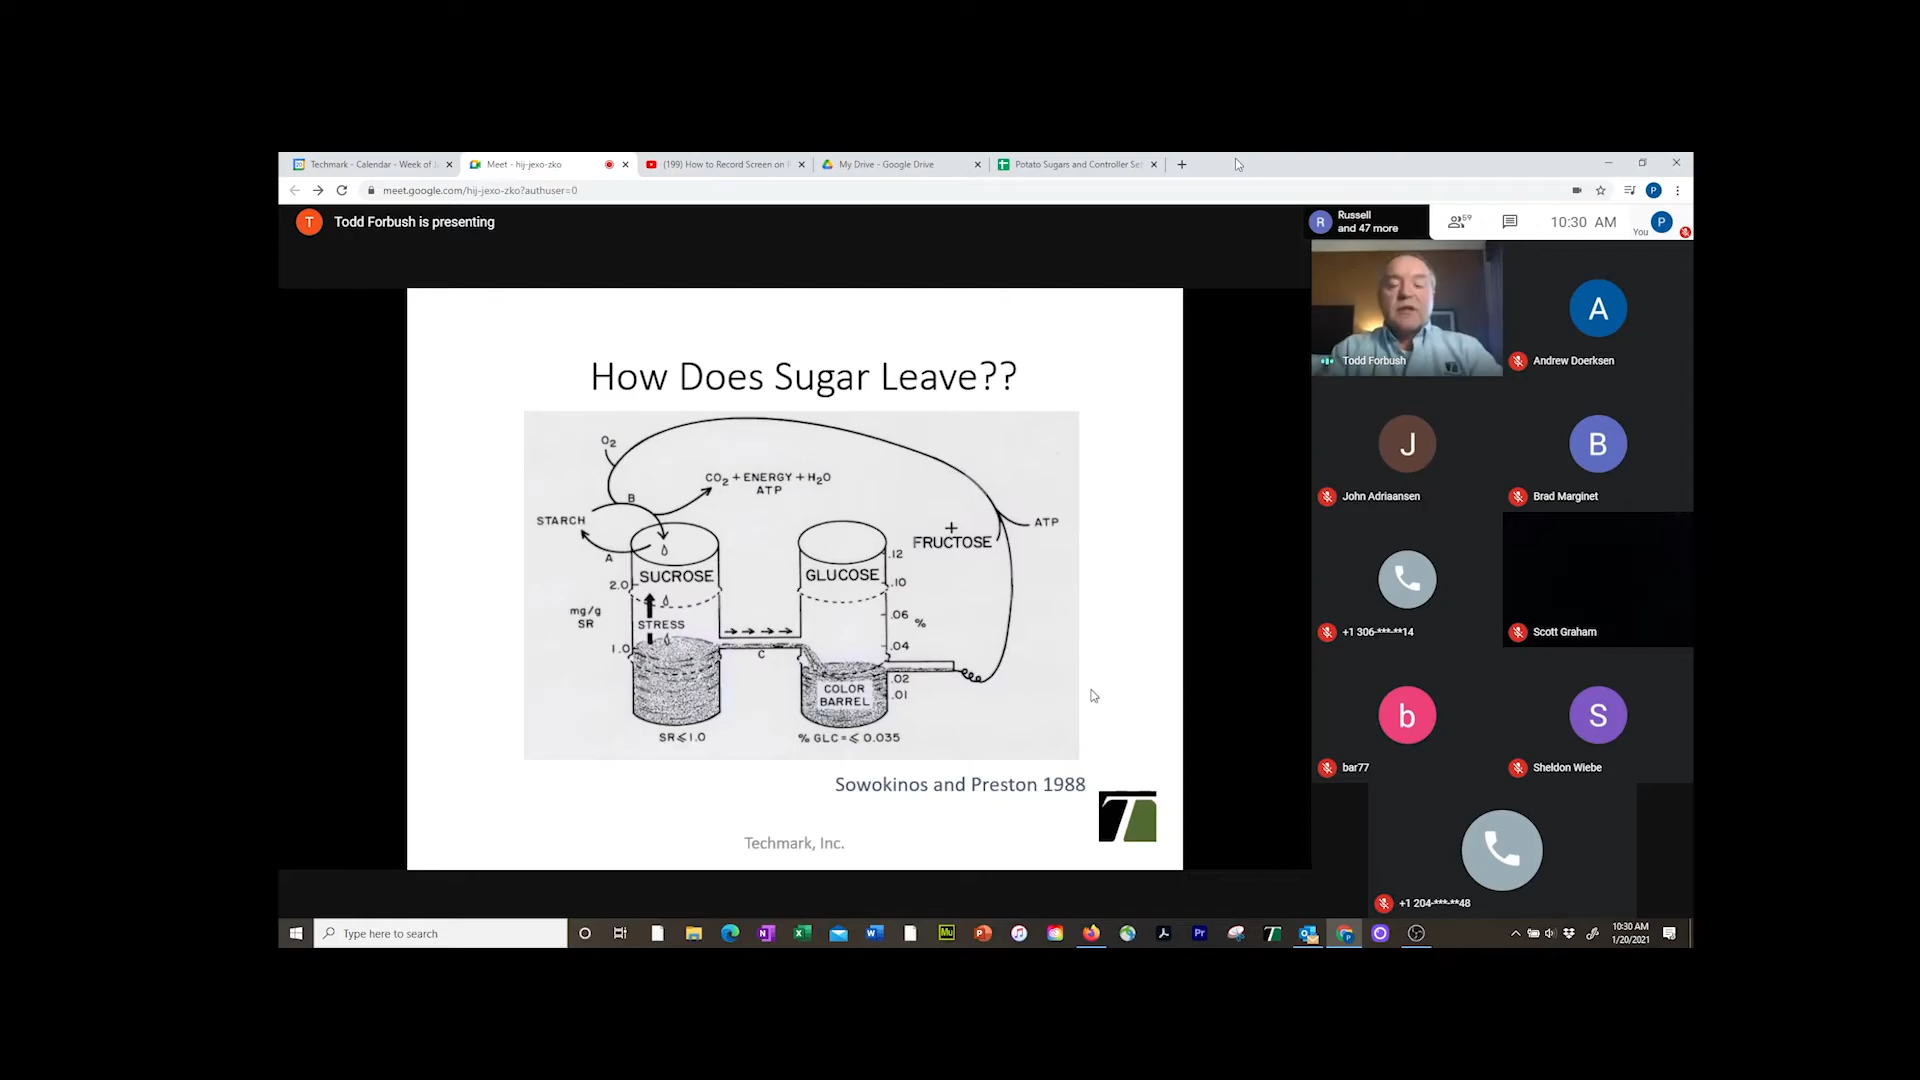 Techmark - Calendar - Week of J
Meet - hij-jexo-zko
(199) How to Record Screen on
My Drive - Google Drive
Potato Sugars and Controller Set
meet.google.com/hij-jexo-zko?authuser=0
P
T
Todd Forbush is presenting
R
Russell
and 47 more
59
10:30 AM
You
P
How Does Sugar Leave??
O2
CO2 + ENERGY + H2O
ATP
B
STARCH
A
+
FRUCTOSE
ATP
SUCROSE
GLUCOSE
2.0
mg/g
SR
STRESS
1.0
C
.12
.10
.06
%
.04
.02
.01
COLOR
BARREL
SR ≤ 1.0
% GLC = ≤ 0.035
Sowokinos and Preston 1988
Techmark, Inc.
T
Todd Forbush
A
Andrew Doerksen
J
John Adriaansen
B
Brad Marginet
+1 306-***-**14
Scott Graham
b
bar77
S
Sheldon Wiebe
+1 204-***-**48
Type here to search
Mu
Pr
10:30 AM
1/20/2021